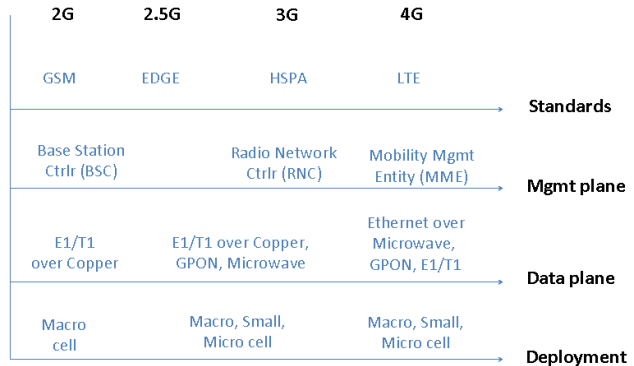 2G 2.5G 3G 4G
GSM EDGE HSPA LTE
Standards
Base Station Radio Network Mobility Mgmt
Ctrlr (BSC) Ctrlr (RNC) Entity (MME)
Mgmt plane
Ethernet over
E1/T1 E1/T1 over Copper, Microwave,
over Copper GPON, Microwave GPON, E1/T1
Data plane
Macro Macro, Small, Macro, Small,
cell Micro cell Micro cell
Deployment